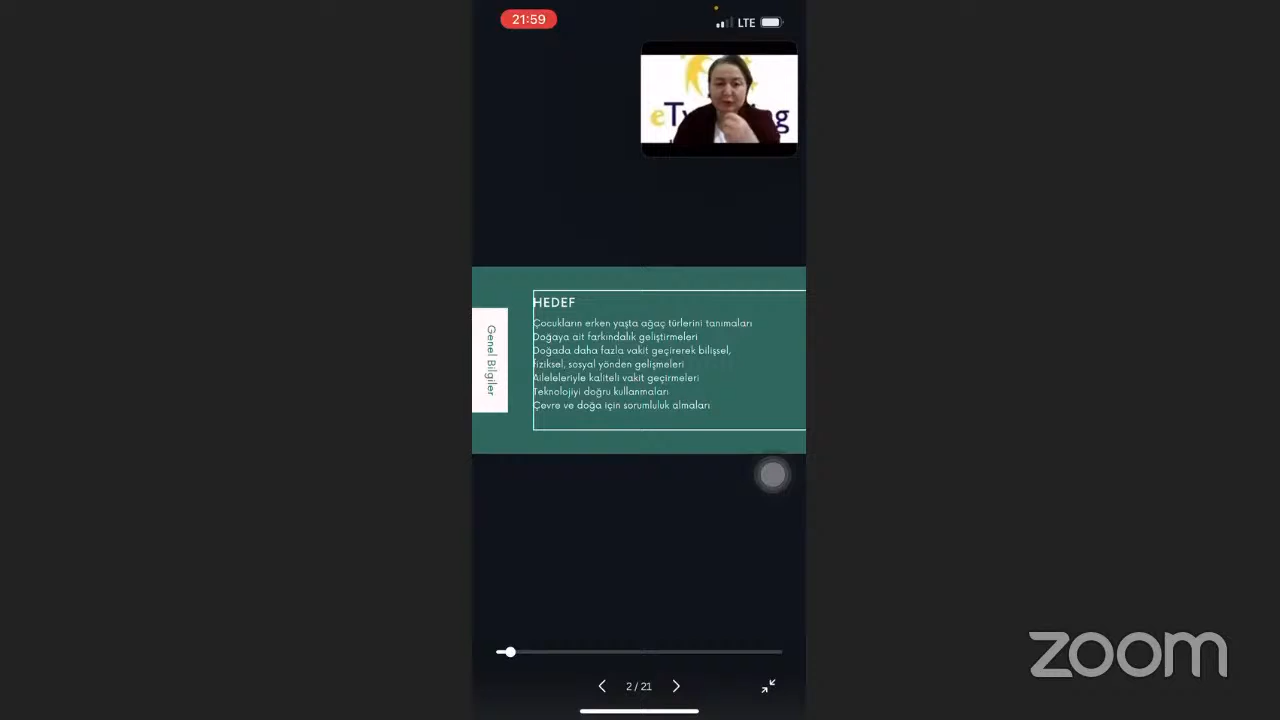 21:59
LTE
eTw
g
HEDEF
Çocukların erken yaşta ağaç türlerini tanımaları
Doğaya ait farkındalık geliştirmeleri
Doğada daha fazla vakit geçirerek bilişsel,
fiziksel, sosyal yönden gelişmeleri
Aileleleriyle kaliteli vakit geçirmeleri
Teknolojiyi doğru kullanmaları
Çevre ve doğa için sorumluluk almaları
Genel Bilgiler
2 / 21
zoom